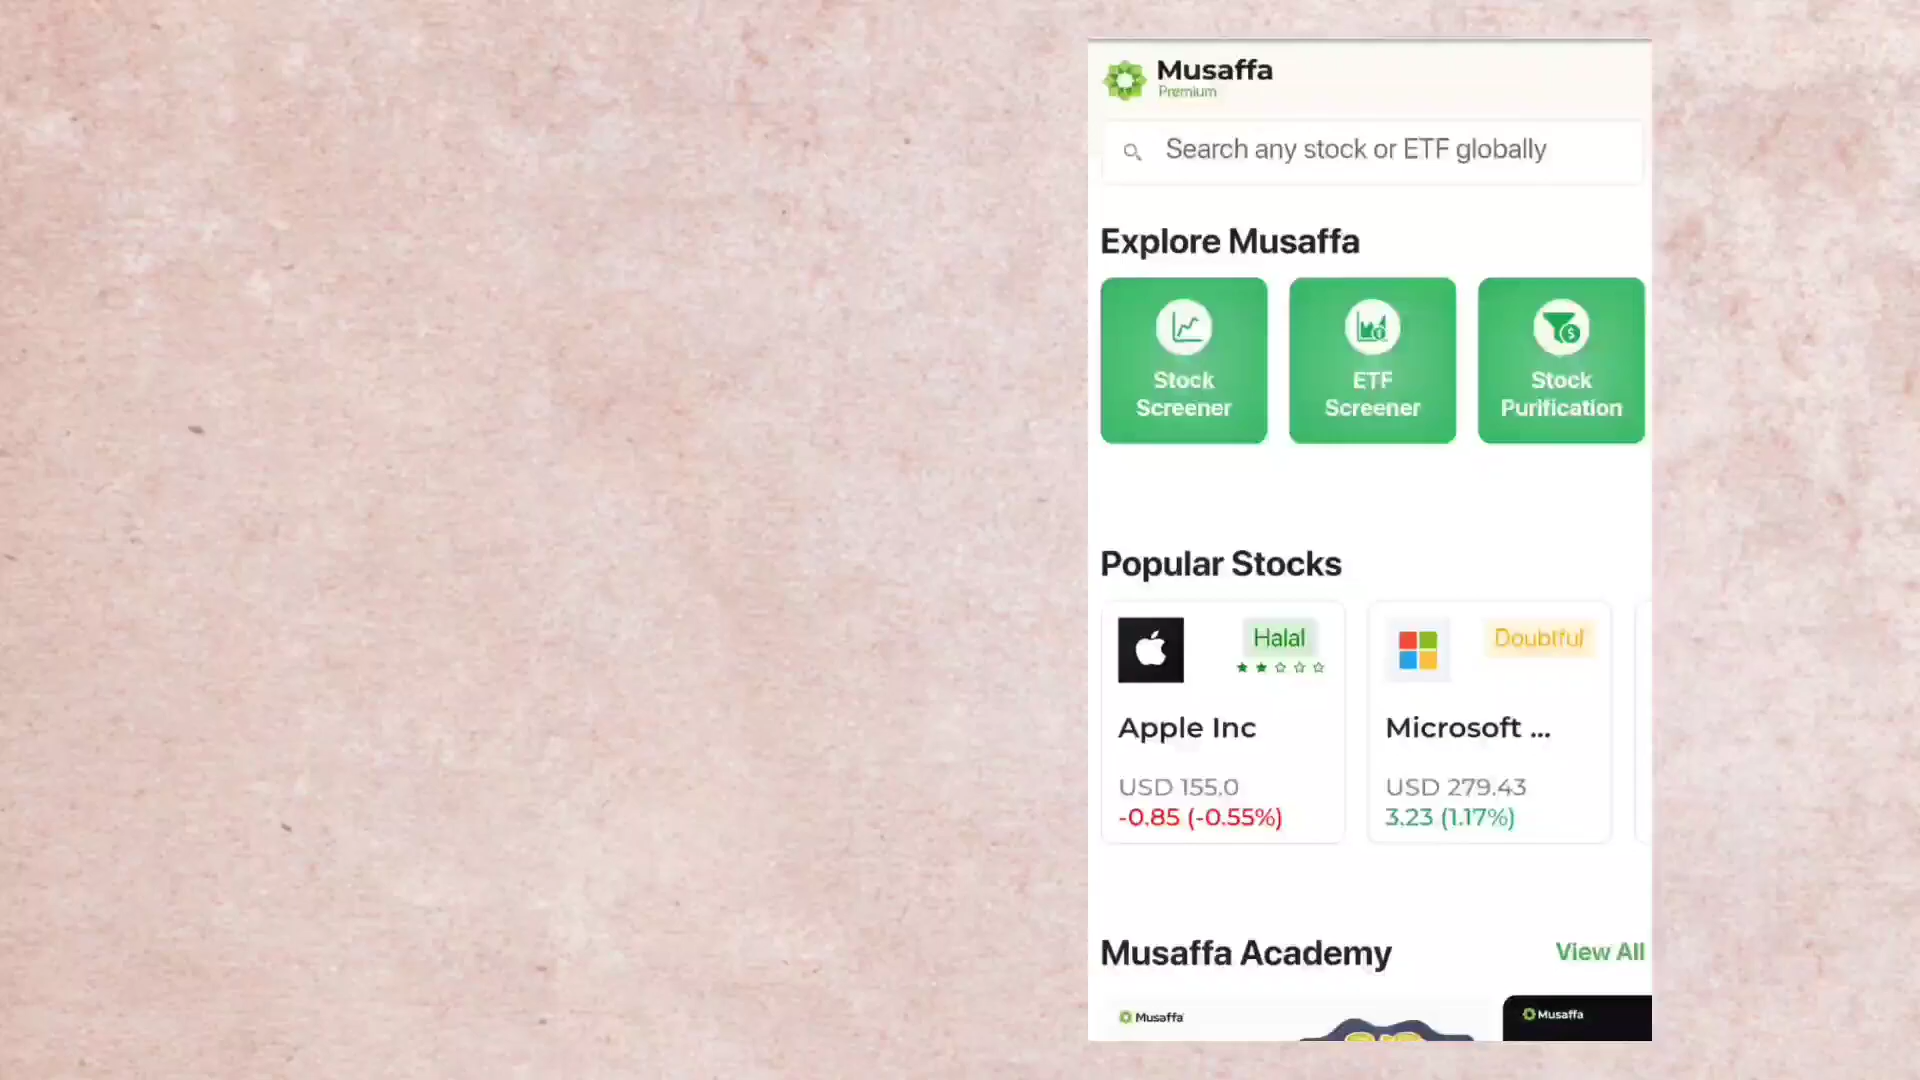 Musaffa
Premium
Search any stock or ETF globally
Explore Musaffa
Stock
Screener
ETF
Screener
Stock
Purification
Popular Stocks
Halal
Apple Inc
USD 155.0
-0.85 (-0.55%)
Doubtful
Microsoft ...
USD 279.43
3.23 (1.17%)
Musaffa Academy
View All
Musaffa
Musaffa